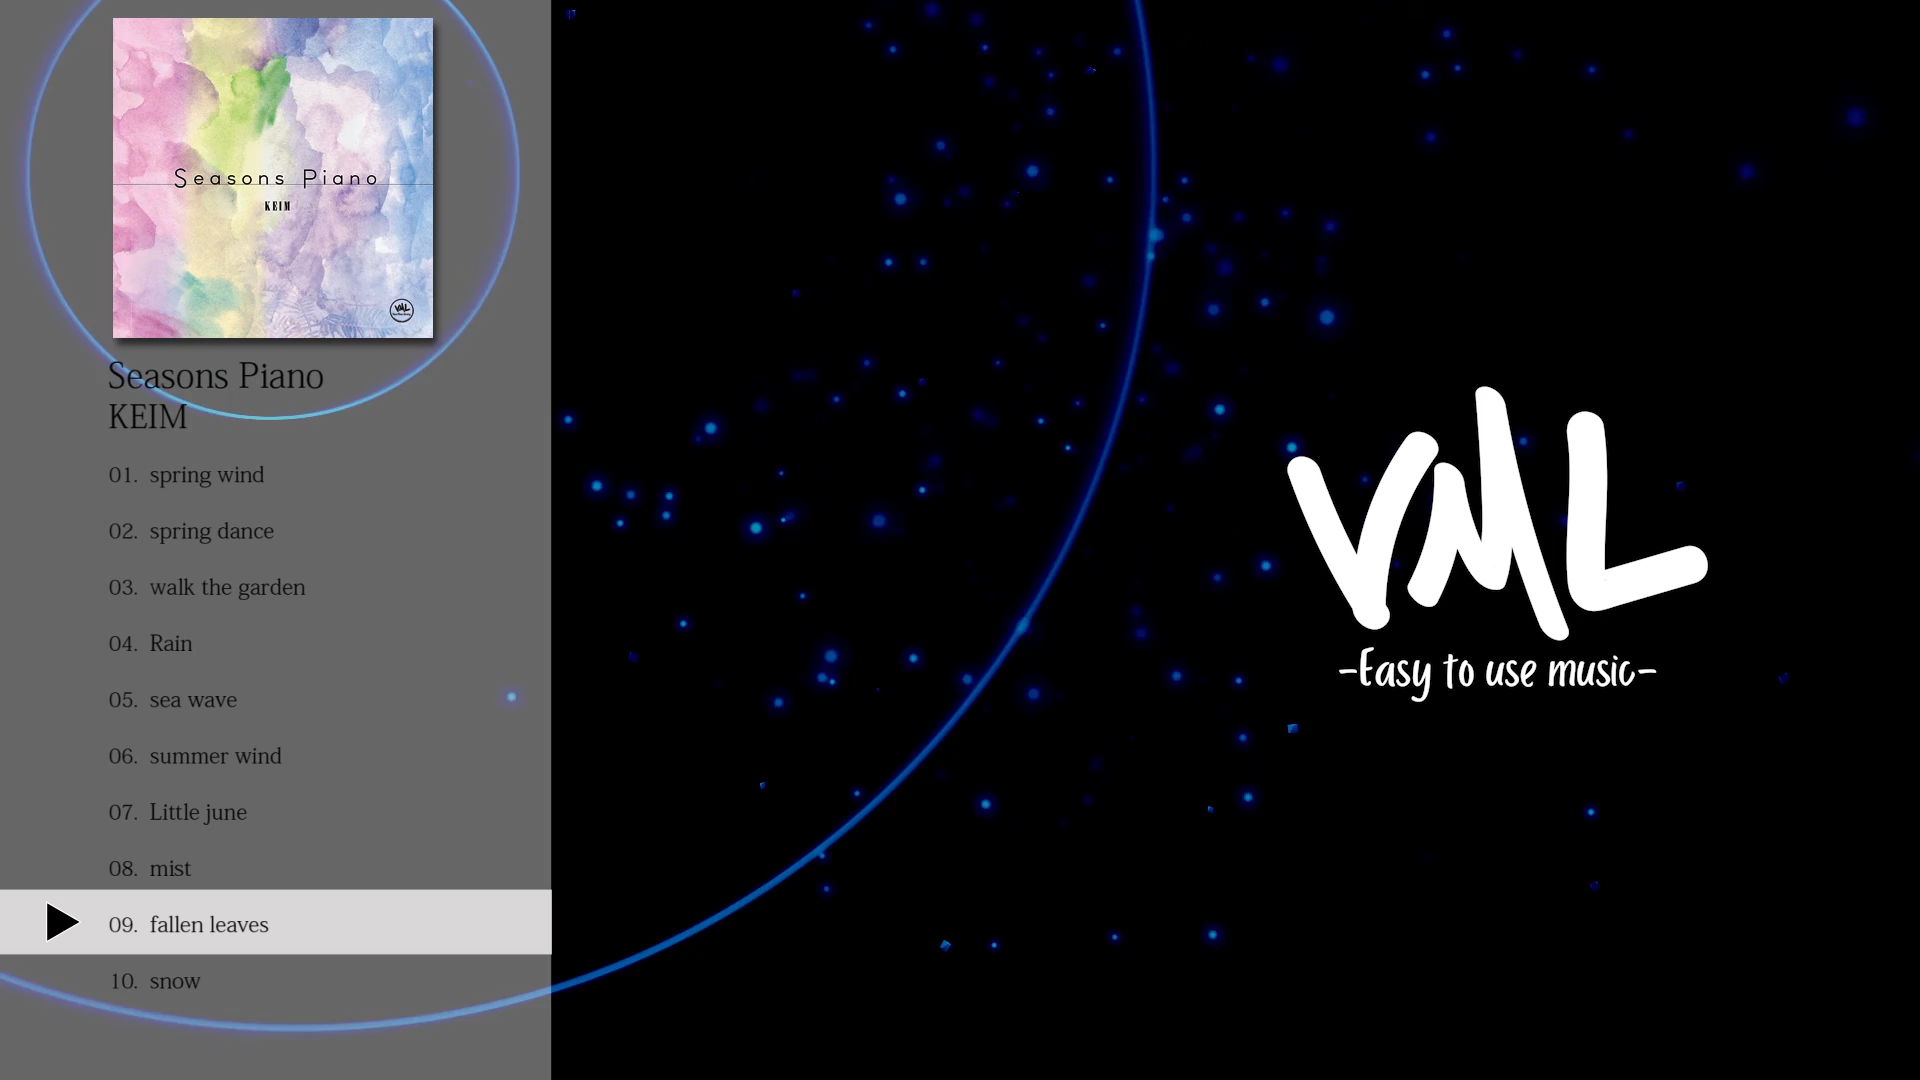 Seasons Piano
KEIM
VML
Seasons Piano
KEIM
01. spring wind
02. spring dance
03. walk the garden
04. Rain
05. sea wave
06. summer wind
07. Little june
08. mist
09. fallen leaves
10. snow
VML
-Easy to use music-